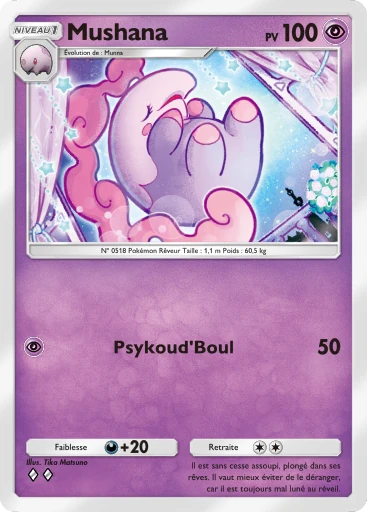 NIVEAU 1
Mushana
PV 100
Évolution de : Munna
N° 0518 Pokémon Rêveur Taille : 1,1 m Poids : 60,5 kg
Psykoud'Boul 50
Faiblesse +20
Retraite
Illus. Tika Matsuno
Il est sans cesse assoupi, plongé dans ses
rêves. Il vaut mieux éviter de le déranger,
car il est toujours mal luné au réveil.